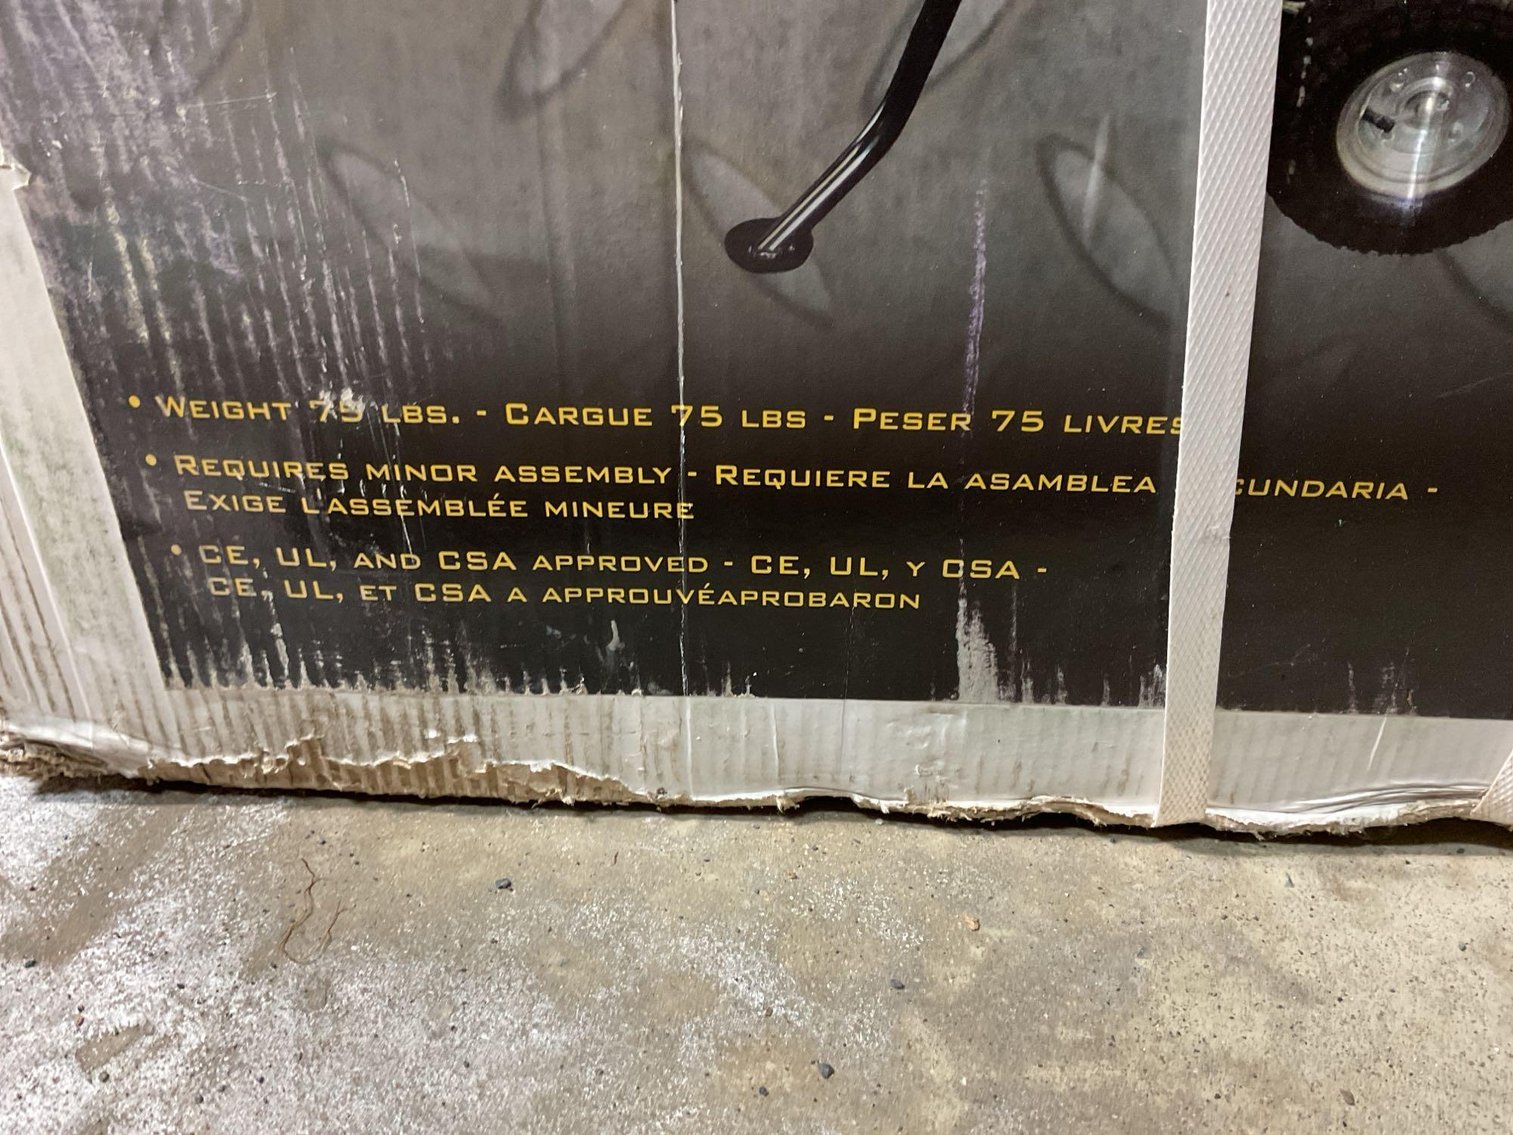 • WEIGHT 75 LBS. - CARGUE 75 LBS - PESER 75 LIVRES
• REQUIRES MINOR ASSEMBLY - REQUIERE LA ASAMBLEA CUNDARIA -
EXIGE L'ASSEMBLÉE MINEURE
• CE, UL, AND CSA APPROVED - CE, UL, Y CSA -
CE, UL, ET CSA A APPROUVÉAPROBARON